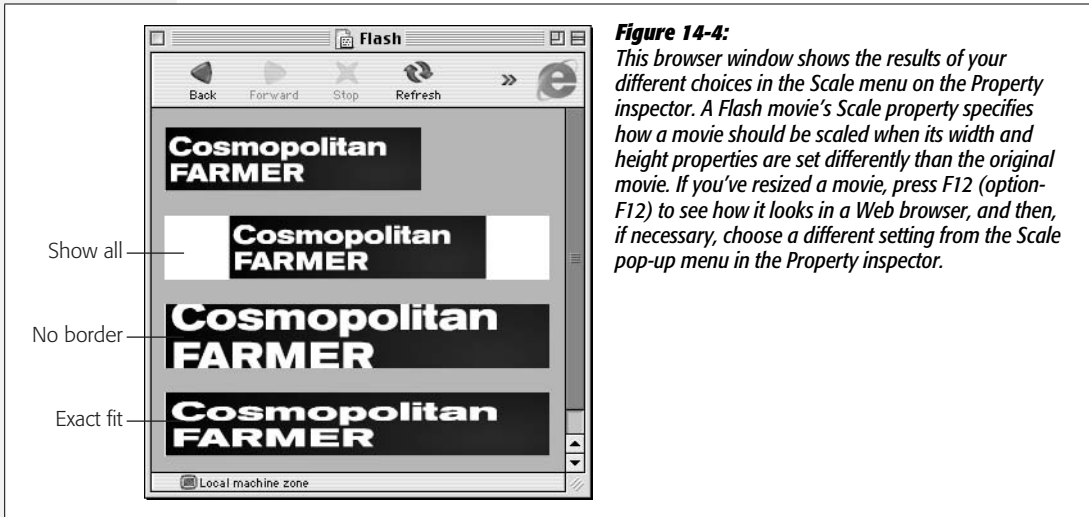 Flash
Back
Forward
Stop
Refresh
»
Cosmopolitan
FARMER
Show all
Cosmopolitan
FARMER
No border
Cosmopolitan
FARMER
Exact fit
Cosmopolitan
FARMER
Local machine zone
Figure 14-4:
This browser window shows the results of your
different choices in the Scale menu on the Property
inspector. A Flash movie's Scale property specifies
how a movie should be scaled when its width and
height properties are set differently than the original
movie. If you've resized a movie, press F12 (option-
F12) to see how it looks in a Web browser, and then,
if necessary, choose a different setting from the Scale
pop-up menu in the Property inspector.